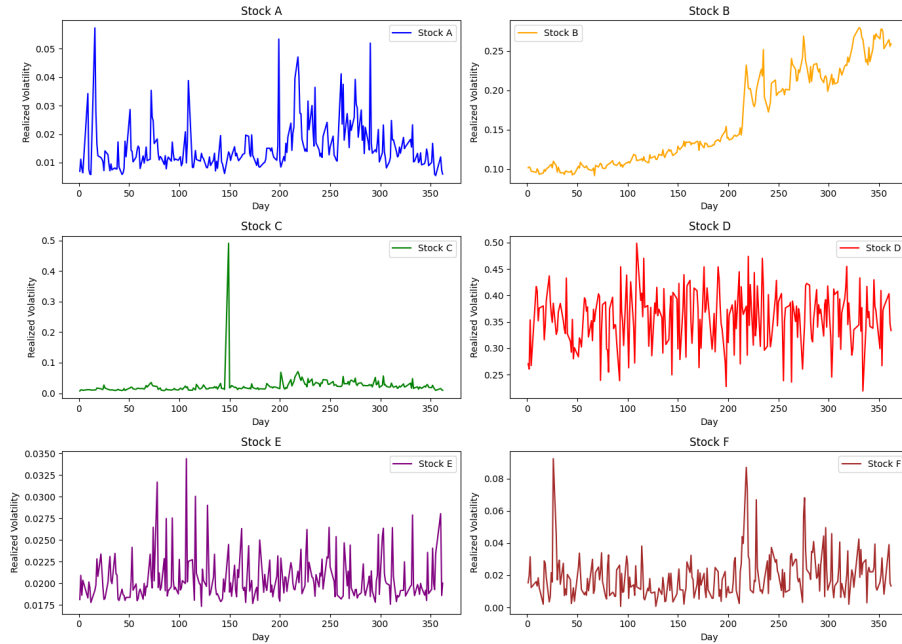 Stock A
Stock A
Realized Volatility
0.05
0.04
0.03
0.02
0.01
0 50 100 150 200 250 300 350
Day
Stock B
Stock B
Realized Volatility
0.25
0.20
0.15
0.10
0 50 100 150 200 250 300 350
Day
Stock C
Stock C
Realized Volatility
0.5
0.4
0.3
0.2
0.1
0.0
0 50 100 150 200 250 300 350
Day
Stock D
Stock D
Realized Volatility
0.50
0.45
0.40
0.35
0.30
0.25
0 50 100 150 200 250 300 350
Day
Stock E
Stock E
Realized Volatility
0.0350
0.0325
0.0300
0.0275
0.0250
0.0225
0.0200
0.0175
0 50 100 150 200 250 300 350
Day
Stock F
Stock F
Realized Volatility
0.08
0.06
0.04
0.02
0.00
0 50 100 150 200 250 300 350
Day